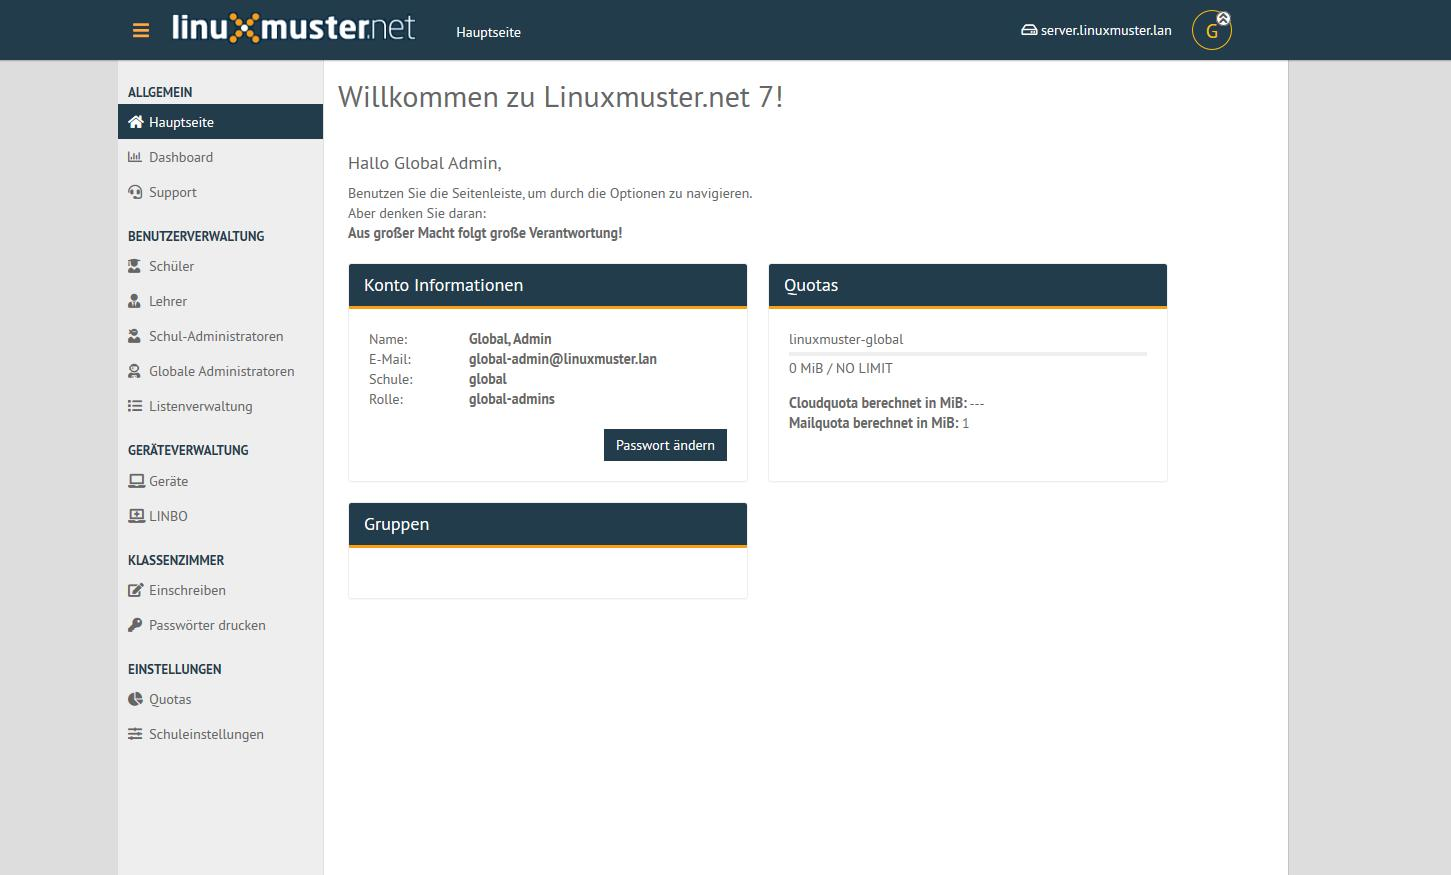 linuxmuster.net
Hauptseite
server.linuxmuster.lan
G
ALLGEMEIN
Hauptseite
Dashboard
Support
BENUTZERVERWALTUNG
Schüler
Lehrer
Schul-Administratoren
Globale Administratoren
Listenverwaltung
GERÄTEVERWALTUNG
Geräte
LINBO
KLASSENZIMMER
Einschreiben
Passwörter drucken
EINSTELLUNGEN
Quotas
Schuleinstellungen
Willkommen zu Linuxmuster.net 7!
Hallo Global Admin,
Benutzen Sie die Seitenleiste, um durch die Optionen zu navigieren.
Aber denken Sie daran:
Aus großer Macht folgt große Verantwortung!
Konto Informationen
Name: Global, Admin
E-Mail: global-admin@linuxmuster.lan
Schule: global
Rolle: global-admins
Passwort ändern
Quotas
linuxmuster-global
0 MiB / NO LIMIT
Cloudquota berechnet in MiB: ---
Mailquota berechnet in MiB: 1
Gruppen